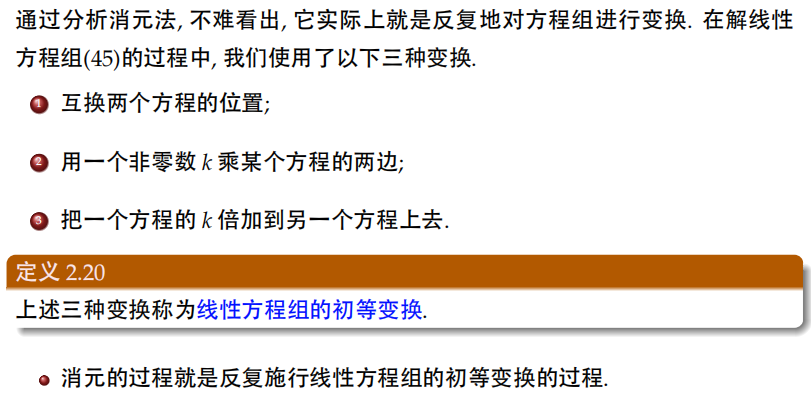 通过分析消元法, 不难看出, 它实际上就是反复地对方程组进行变换. 在解线性
方程组(45)的过程中, 我们使用了以下三种变换.
1 互换两个方程的位置;
2 用一个非零数 k 乘某个方程的两边;
3 把一个方程的 k 倍加到另一个方程上去.
定义 2.20
上述三种变换称为线性方程组的初等变换.
消元的过程就是反复施行线性方程组的初等变换的过程.